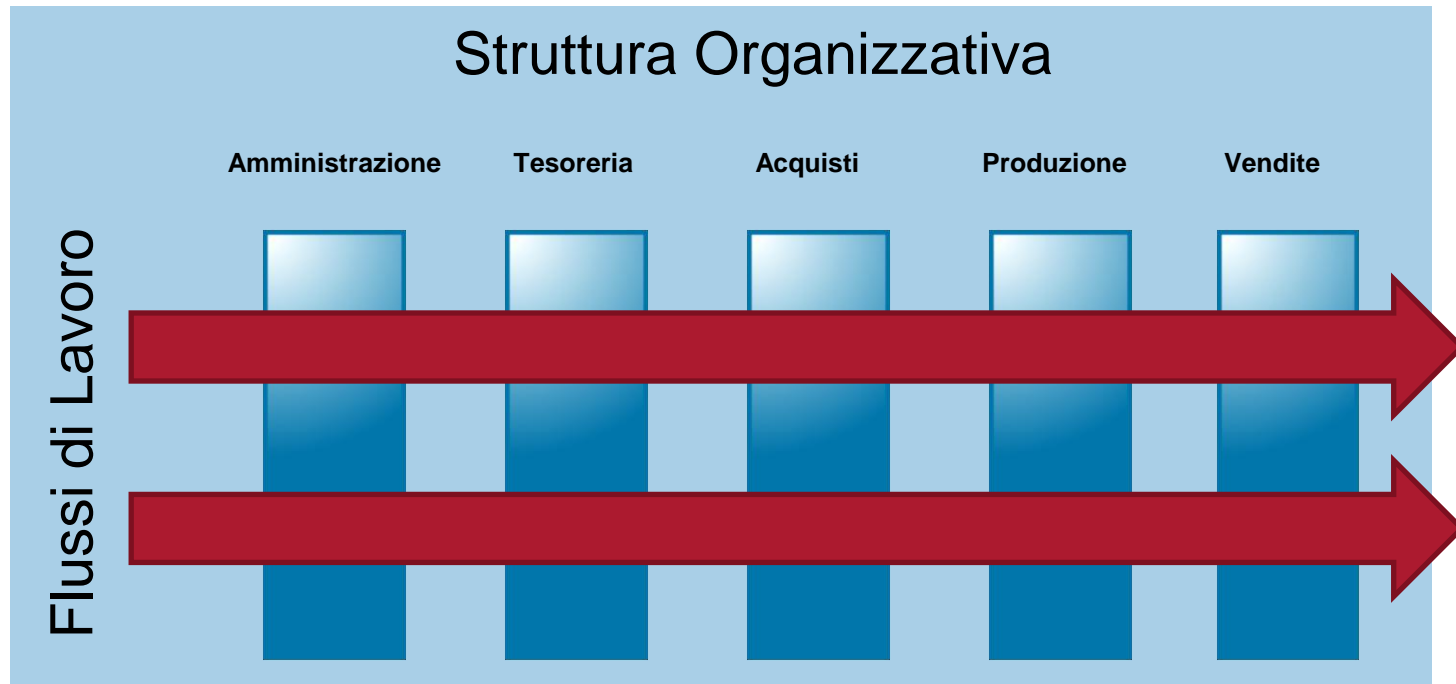 Struttura Organizzativa
Amministrazione Tesoreria Acquisti Produzione Vendite
Flussi di Lavoro